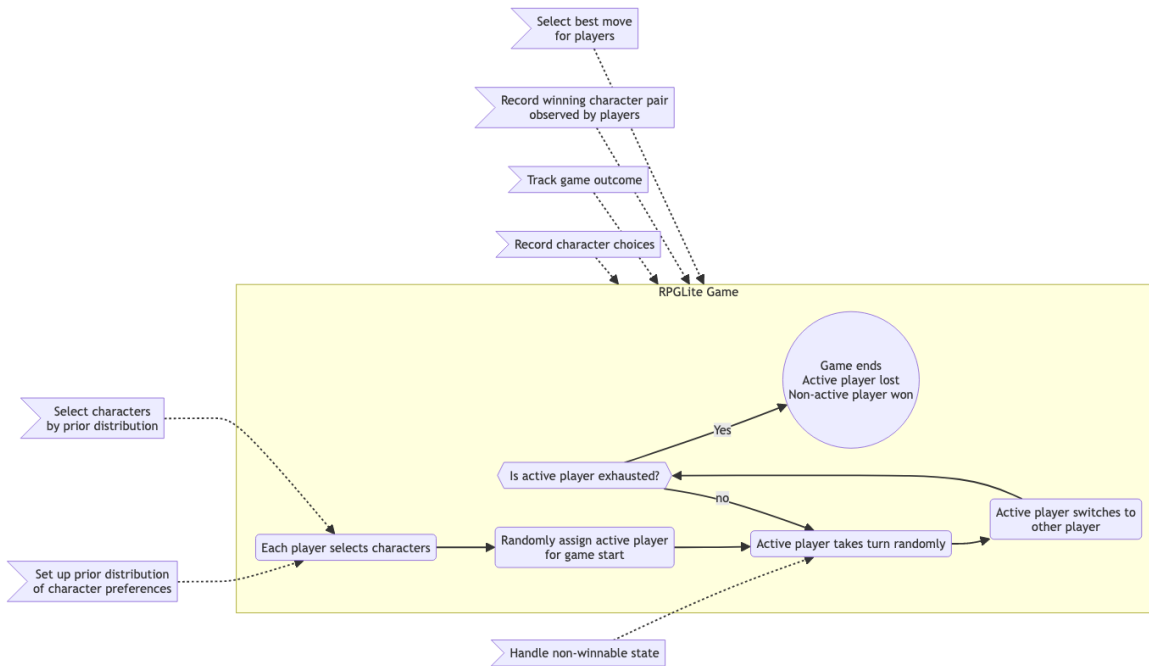 Select best move
for players
Record winning character pair
observed by players
Track game outcome
Record character choices
RPGLite Game
Game ends
Active player lost
Non-active player won
Select characters
by prior distribution
Yes
Is active player exhausted?
no
Active player switches to
other player
Each player selects characters
Randomly assign active player
for game start
Active player takes turn randomly
Set up prior distribution
of character preferences
Handle non-winnable state